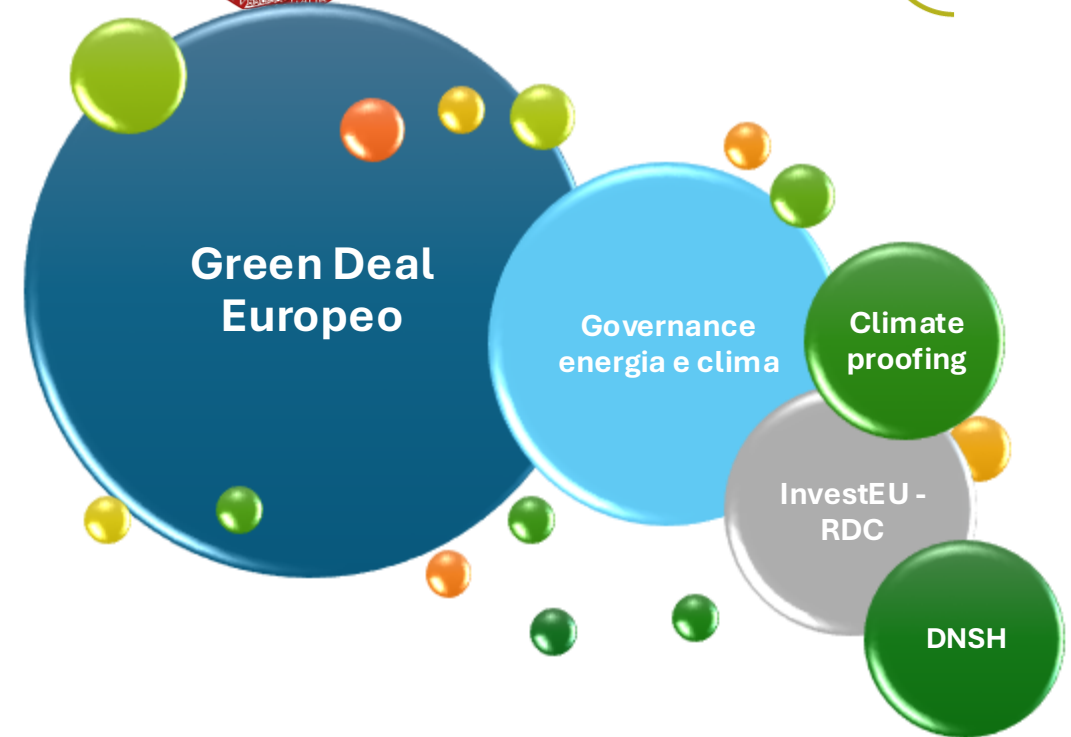 Green Deal
Europeo
Governance
energia e clima
Climate
proofing
InvestEU -
RDC
DNSH